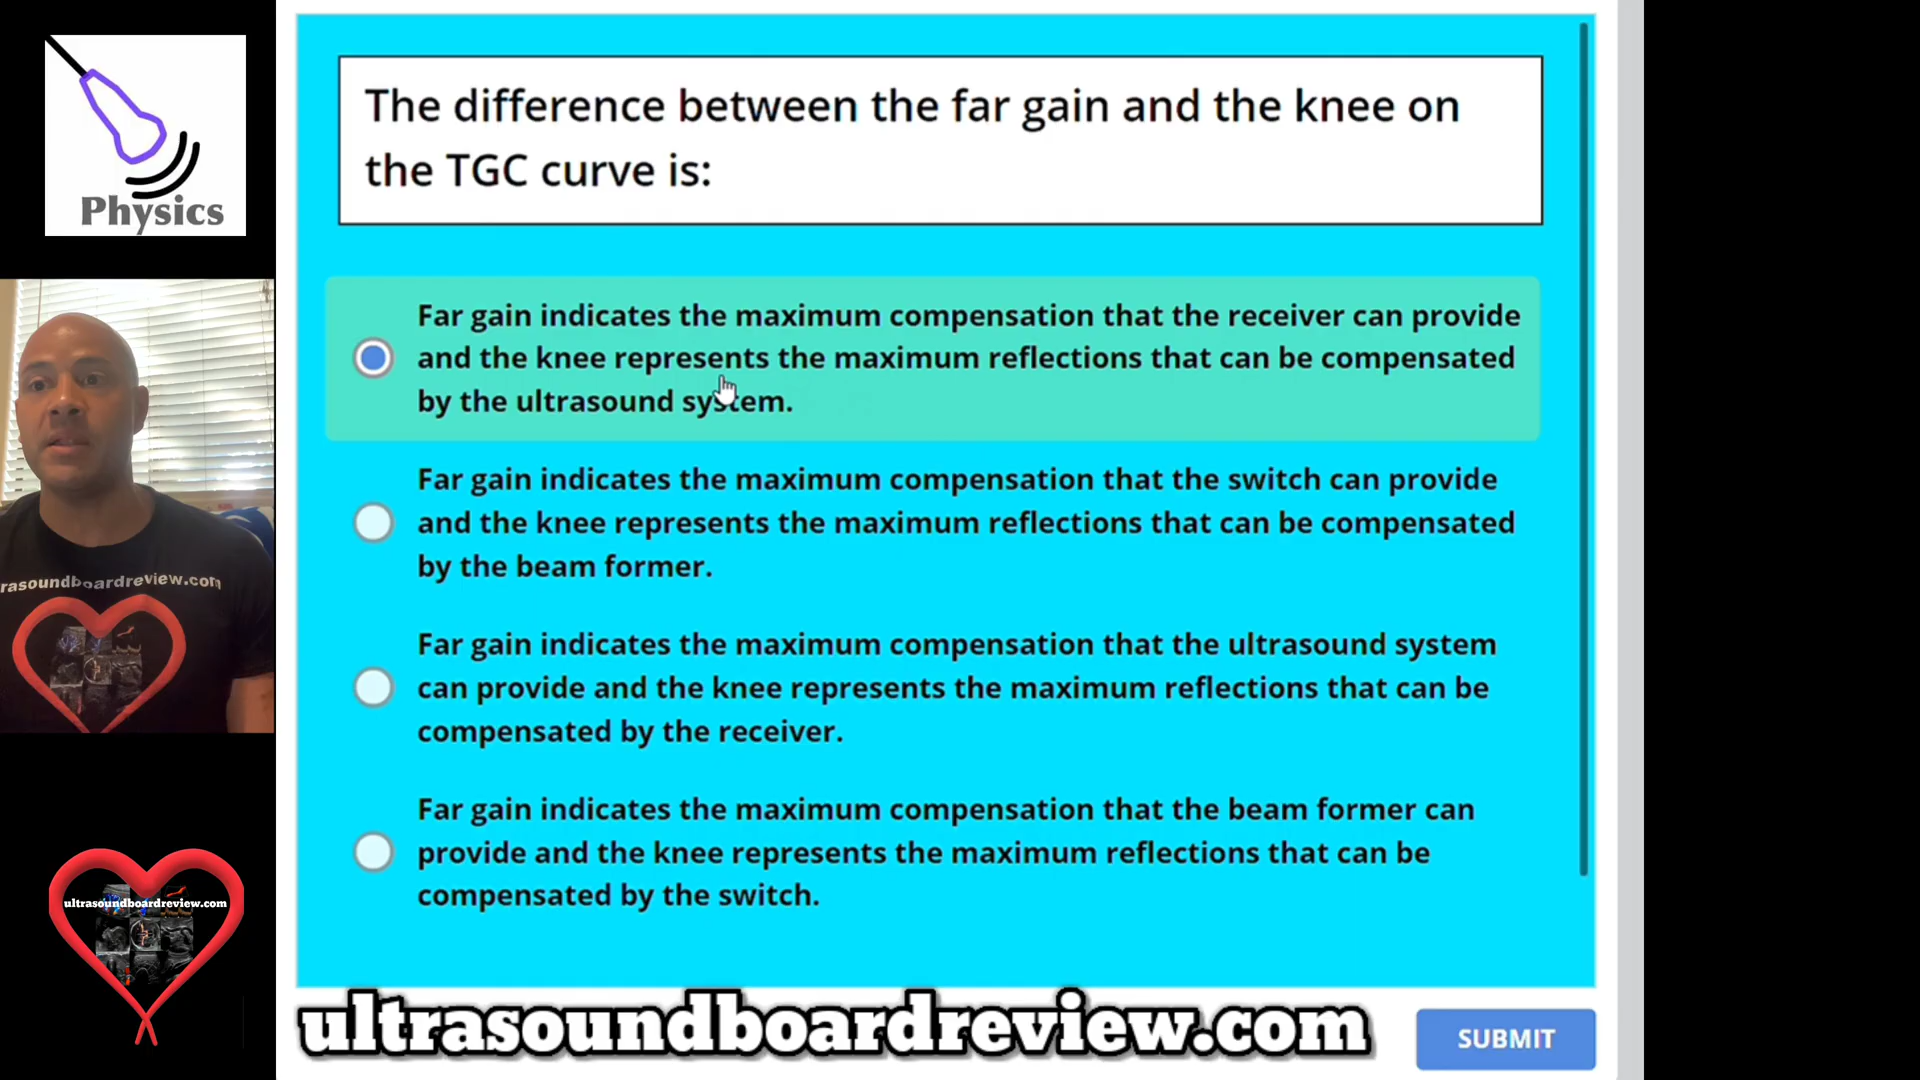 Physics
The difference between the far gain and the knee on
the TGC curve is:
Far gain indicates the maximum compensation that the receiver can provide
and the knee represents the maximum reflections that can be compensated
by the ultrasound system.
Far gain indicates the maximum compensation that the switch can provide
and the knee represents the maximum reflections that can be compensated
by the beam former.
Far gain indicates the maximum compensation that the ultrasound system
can provide and the knee represents the maximum reflections that can be
compensated by the receiver.
Far gain indicates the maximum compensation that the beam former can
provide and the knee represents the maximum reflections that can be
compensated by the switch.
rasoundboardreview.com
ultrasoundboardreview.com
ultrasoundboardreview.com
SUBMIT